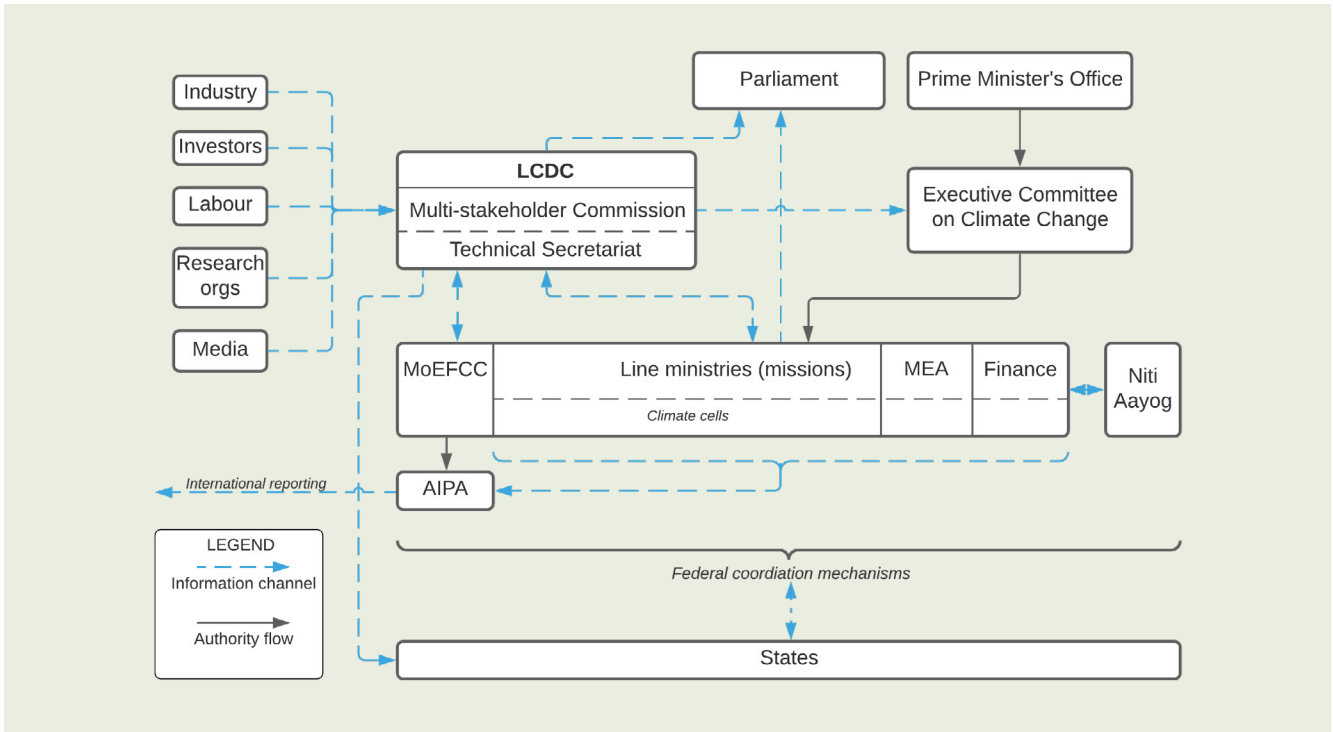 Industry
Investors
Labour
Research
orgs
Media
LCDC
Multi-stakeholder Commission
Technical Secretariat
Parliament
Prime Minister's Office
Executive Committee
on Climate Change
MoEFCC
Line ministries (missions)
Climate cells
MEA
Finance
Niti
Aayog
AIPA
International reporting
LEGEND
Information channel
Authority flow
Federal coordiation mechanisms
States